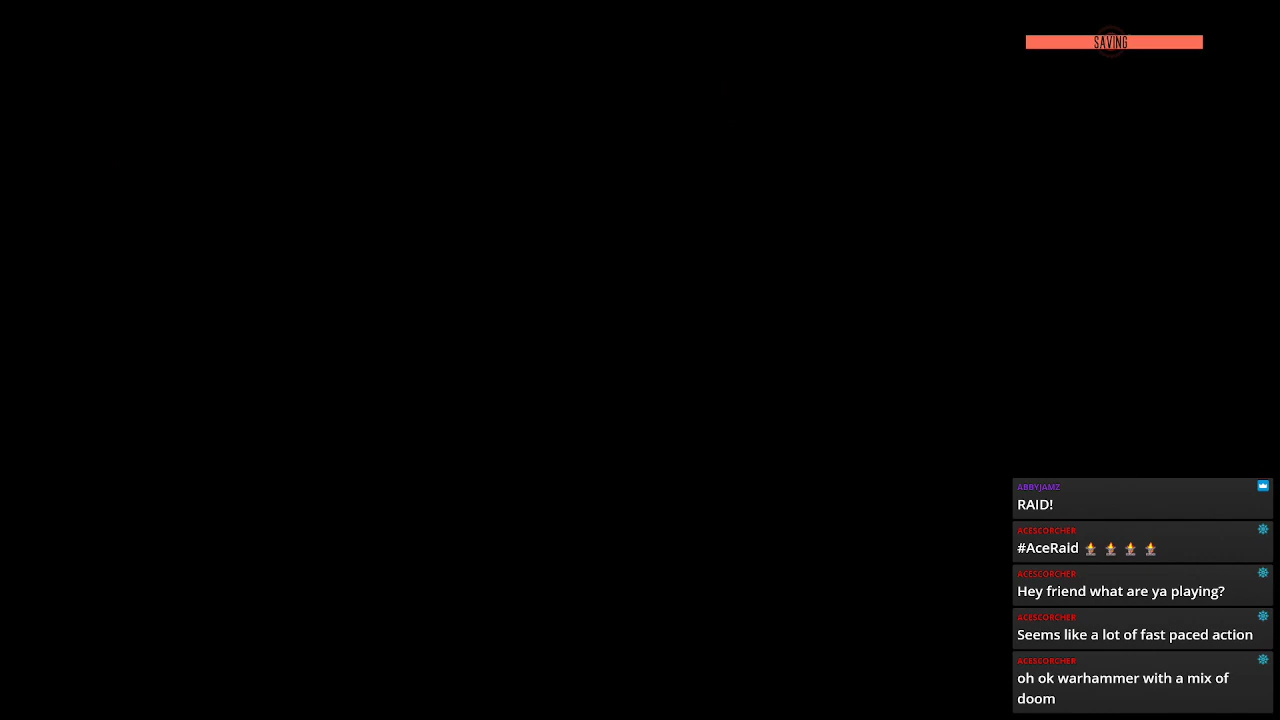 SAVING
ABBYJAMZ
RAID!
ACESCORCHER
#AceRaid
ACESCORCHER
Hey friend what are ya playing?
ACESCORCHER
Seems like a lot of fast paced action
ACESCORCHER
oh ok warhammer with a mix of
doom